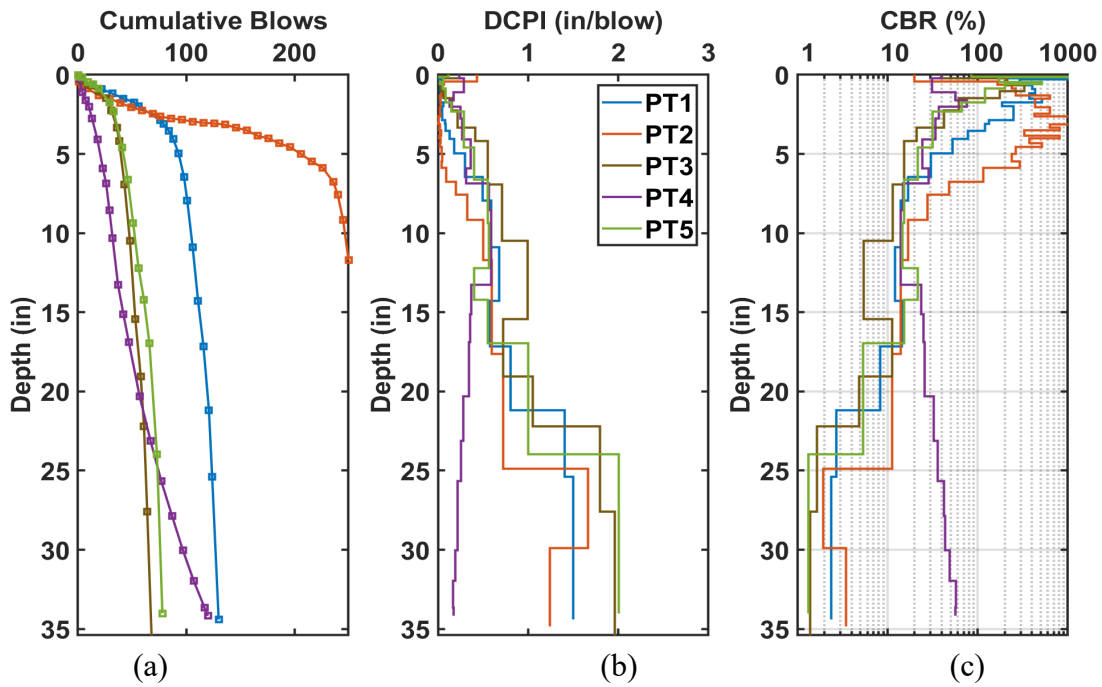 Cumulative Blows
0 100 200
0
5
10
15
20
25
30
35
Depth (in)
(a)
DCPI (in/blow)
0 1 2 3
0
5
10
15
20
25
30
35
Depth (in)
PT1
PT2
PT3
PT4
PT5
(b)
CBR (%)
1 10 100 1000
0
5
10
15
20
25
30
35
Depth (in)
(c)